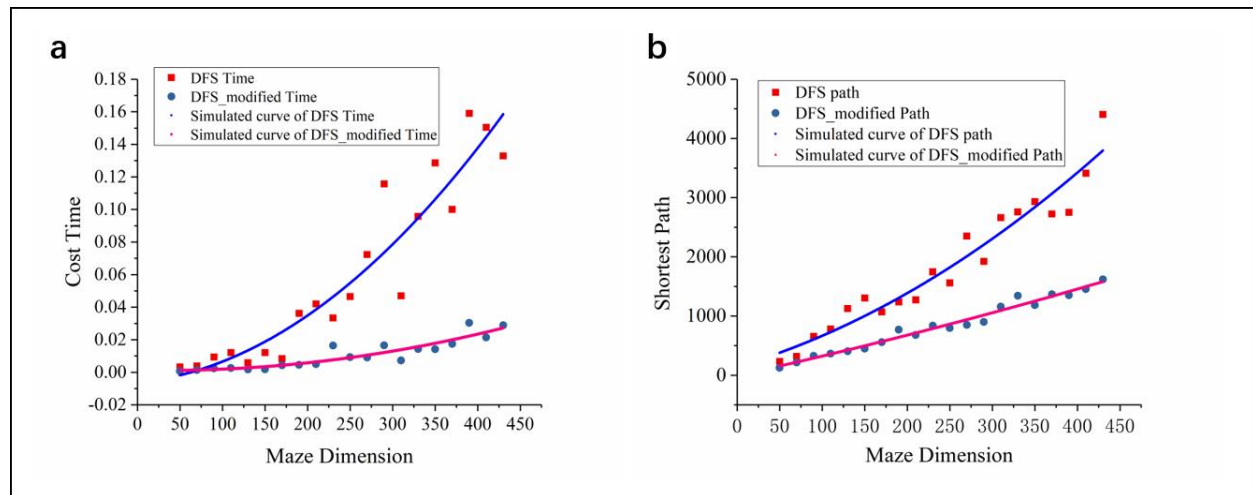 a
DFS Time
DFS_modified Time
Simulated curve of DFS Time
Simulated curve of DFS_modified Time
0.18
0.16
0.14
0.12
0.10
0.08
0.06
0.04
0.02
0.00
-0.02
Cost Time
0 50 100 150 200 250 300 350 400 450
Maze Dimension
b
DFS path
DFS_modified Path
Simulated curve of DFS path
Simulated curve of DFS_modified Path
5000
4000
3000
2000
1000
0
Shortest Path
0 50 100 150 200 250 300 350 400 450
Maze Dimension